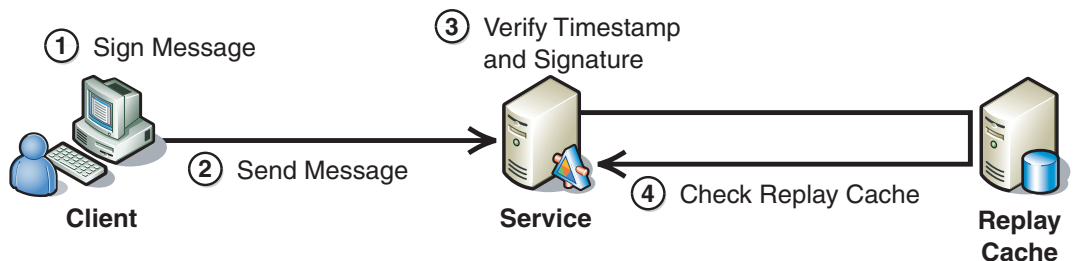 1 Sign Message
2 Send Message
3 Verify Timestamp
and Signature
4 Check Replay Cache
Client
Service
Replay
Cache